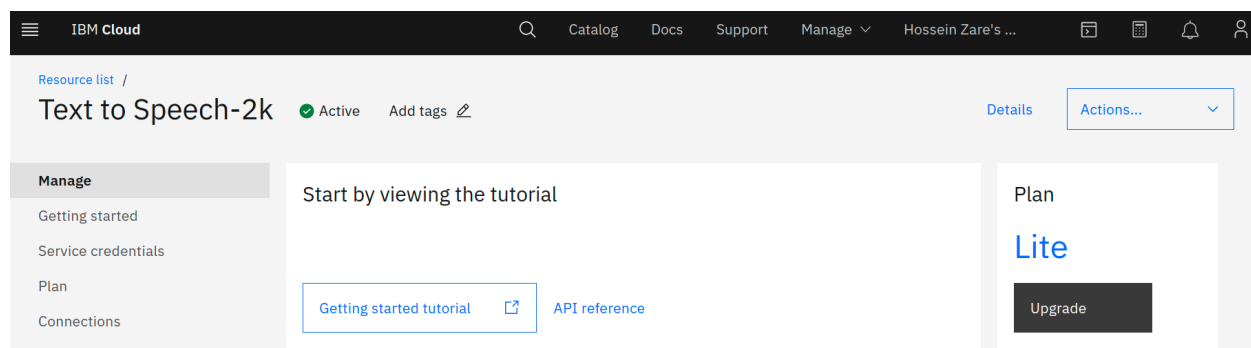 IBM Cloud Catalog Docs Support Manage Hossein Zare's ...
Resource list /
Text to Speech-2k Active Add tags Details Actions...
Manage
Getting started
Service credentials
Plan
Connections
Start by viewing the tutorial
Getting started tutorial API reference
Plan
Lite
Upgrade